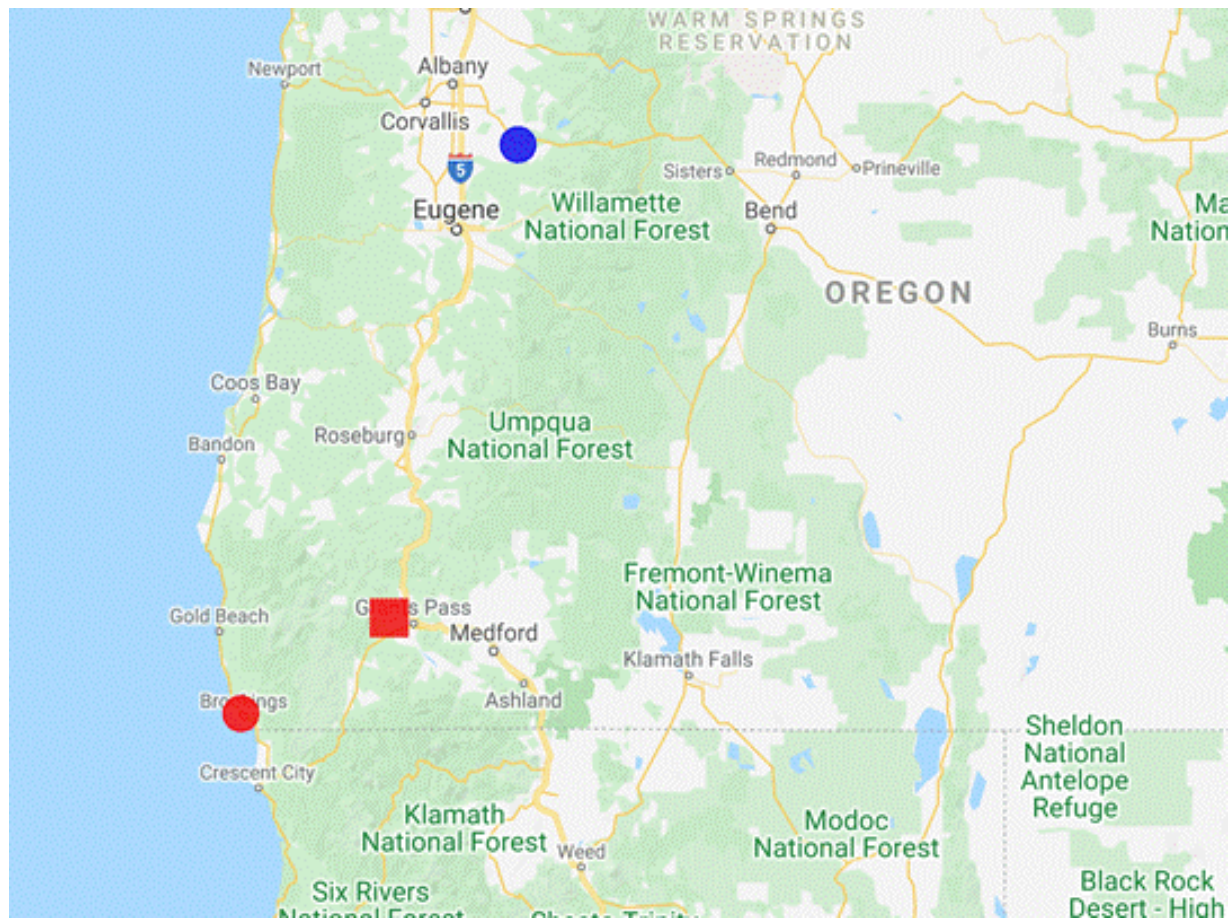 WARM SPRINGS
RESERVATION
Newport
Albany
Corvallis
5
Sisters
Redmond
Prineville
Eugene
Willamette
National Forest
Bend
Ma
Nation
OREGON
Burns
Coos Bay
Bandon
Roseburg
Umpqua
National Forest
Fremont-Winema
National Forest
Gold Beach
Pass
Medford
Klamath Falls
Ashland
Crescent City
Sheldon
National
Antelope
Refuge
Klamath
National Forest
Modoc
National Forest
Weed
Six Rivers
National Forest
Black Rock
Desert - High